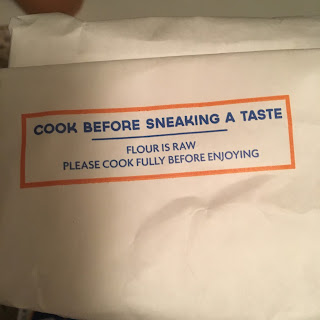 COOK BEFORE SNEAKING A TASTE
FLOUR IS RAW
PLEASE COOK FULLY BEFORE ENJOYING